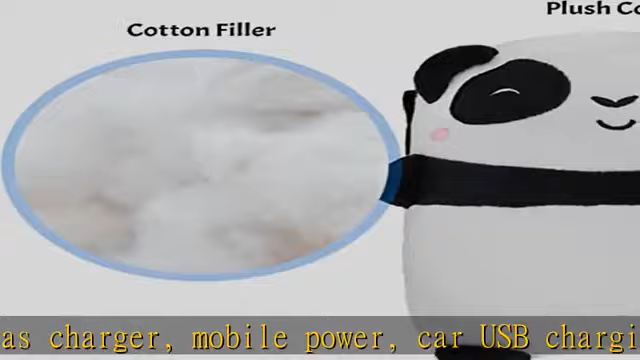 Plush Co
Cotton Filler
as charger, mobile power, car USB chargi